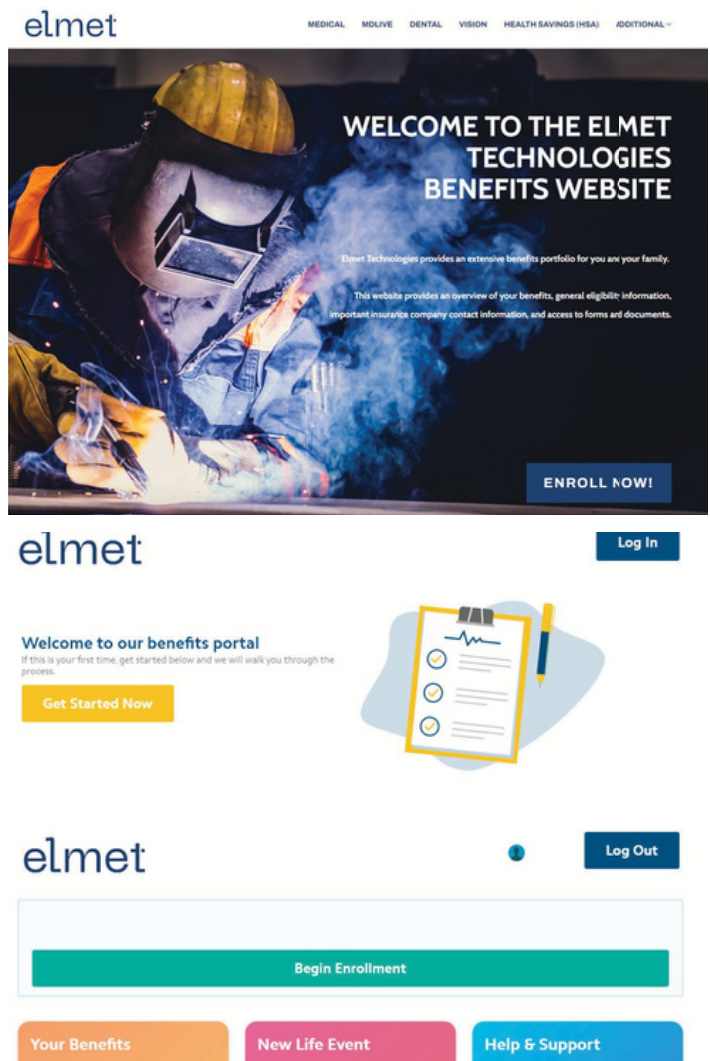 elmet
MEDICAL MDLIVE DENTAL VISION HEALTH SAVINGS (HSA) ADDITIONAL
WELCOME TO THE ELMET
TECHNOLOGIES
BENEFITS WEBSITE
Elmet Technologies provides an extensive benefits portfolio for you and your family.
This website provides an overview of your benefits, general eligibility information,
important insurance company contact information, and access to forms and documents.
ENROLL NOW!
elmet
Log In
Welcome to our benefits portal
If this is your first time, get started below and we will walk you through the
process.
Get Started Now
elmet
Log Out
Begin Enrollment
Your Benefits New Life Event Help & Support